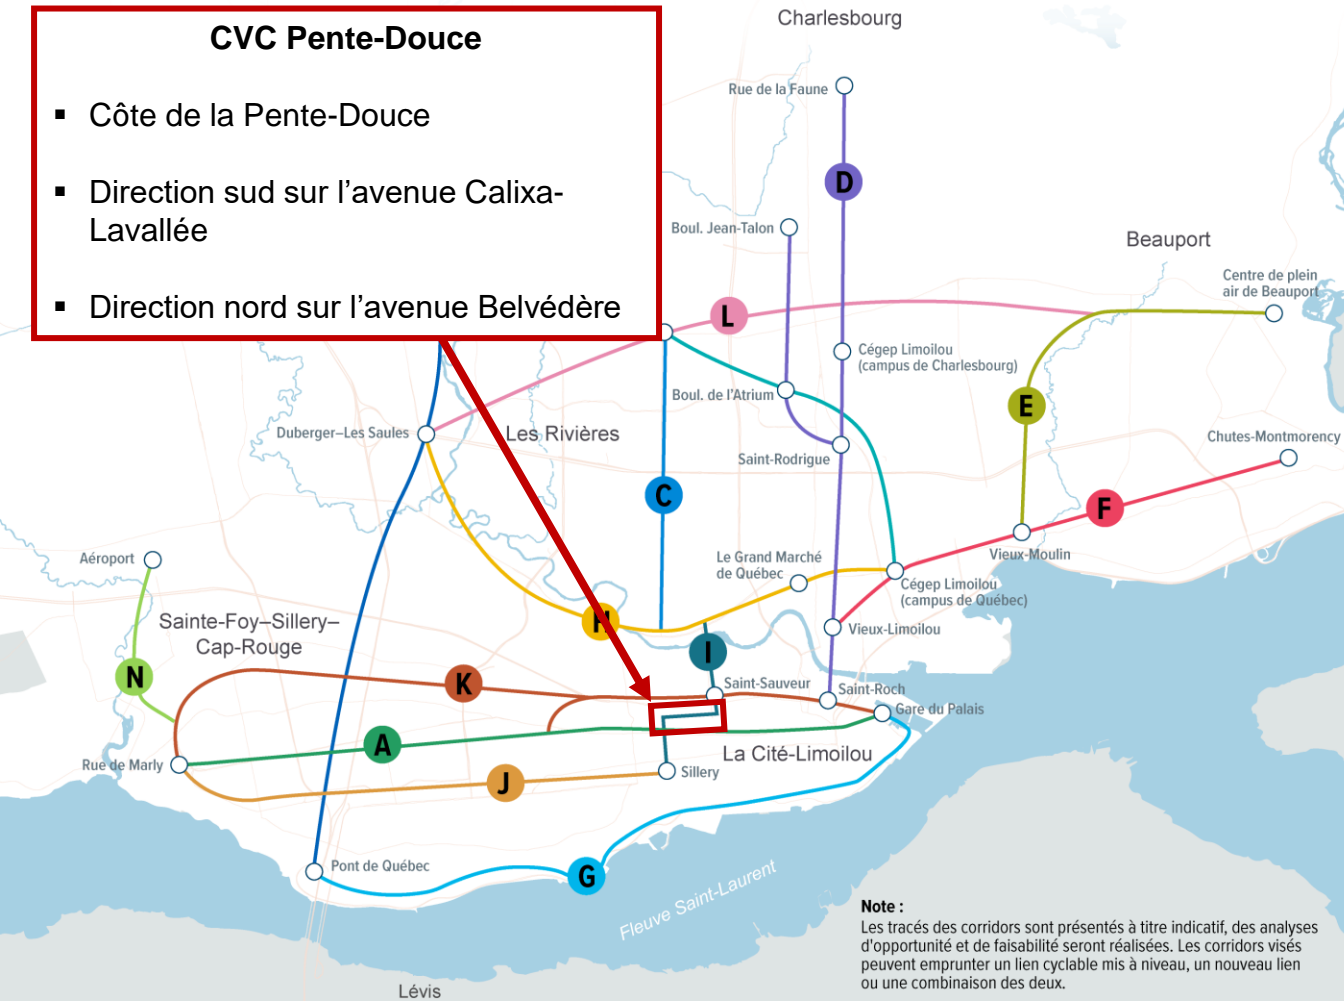 CVC Pente-Douce
▪ Côte de la Pente-Douce
▪ Direction sud sur l’avenue Calixa-
Lavallée
▪ Direction nord sur l’avenue Belvédère
Charlesbourg
Rue de la Faune
D
Boul. Jean-Talon
Beauport
Centre de plein
air de Beauport
L
Cégep Limoilou
(campus de Charlesbourg)
Boul. de l'Atrium
E
Duberger–Les Saules
Les Rivières
Saint-Rodrigue
Chutes-Montmorency
C
F
Aéroport
Le Grand Marché
de Québec
Vieux-Moulin
Cégep Limoilou
(campus de Québec)
Sainte-Foy–Sillery–
Cap-Rouge
H
Vieux-Limoilou
I
N
K
Saint-Sauveur
Saint-Roch
Gare du Palais
A
La Cité-Limoilou
Rue de Marly
J
Sillery
Pont de Québec
G
Fleuve Saint-Laurent
Lévis
Note :
Les tracés des corridors sont présentés à titre indicatif, des analyses
d'opportunité et de faisabilité seront réalisées. Les corridors visés
peuvent emprunter un lien cyclable mis à niveau, un nouveau lien
ou une combinaison des deux.